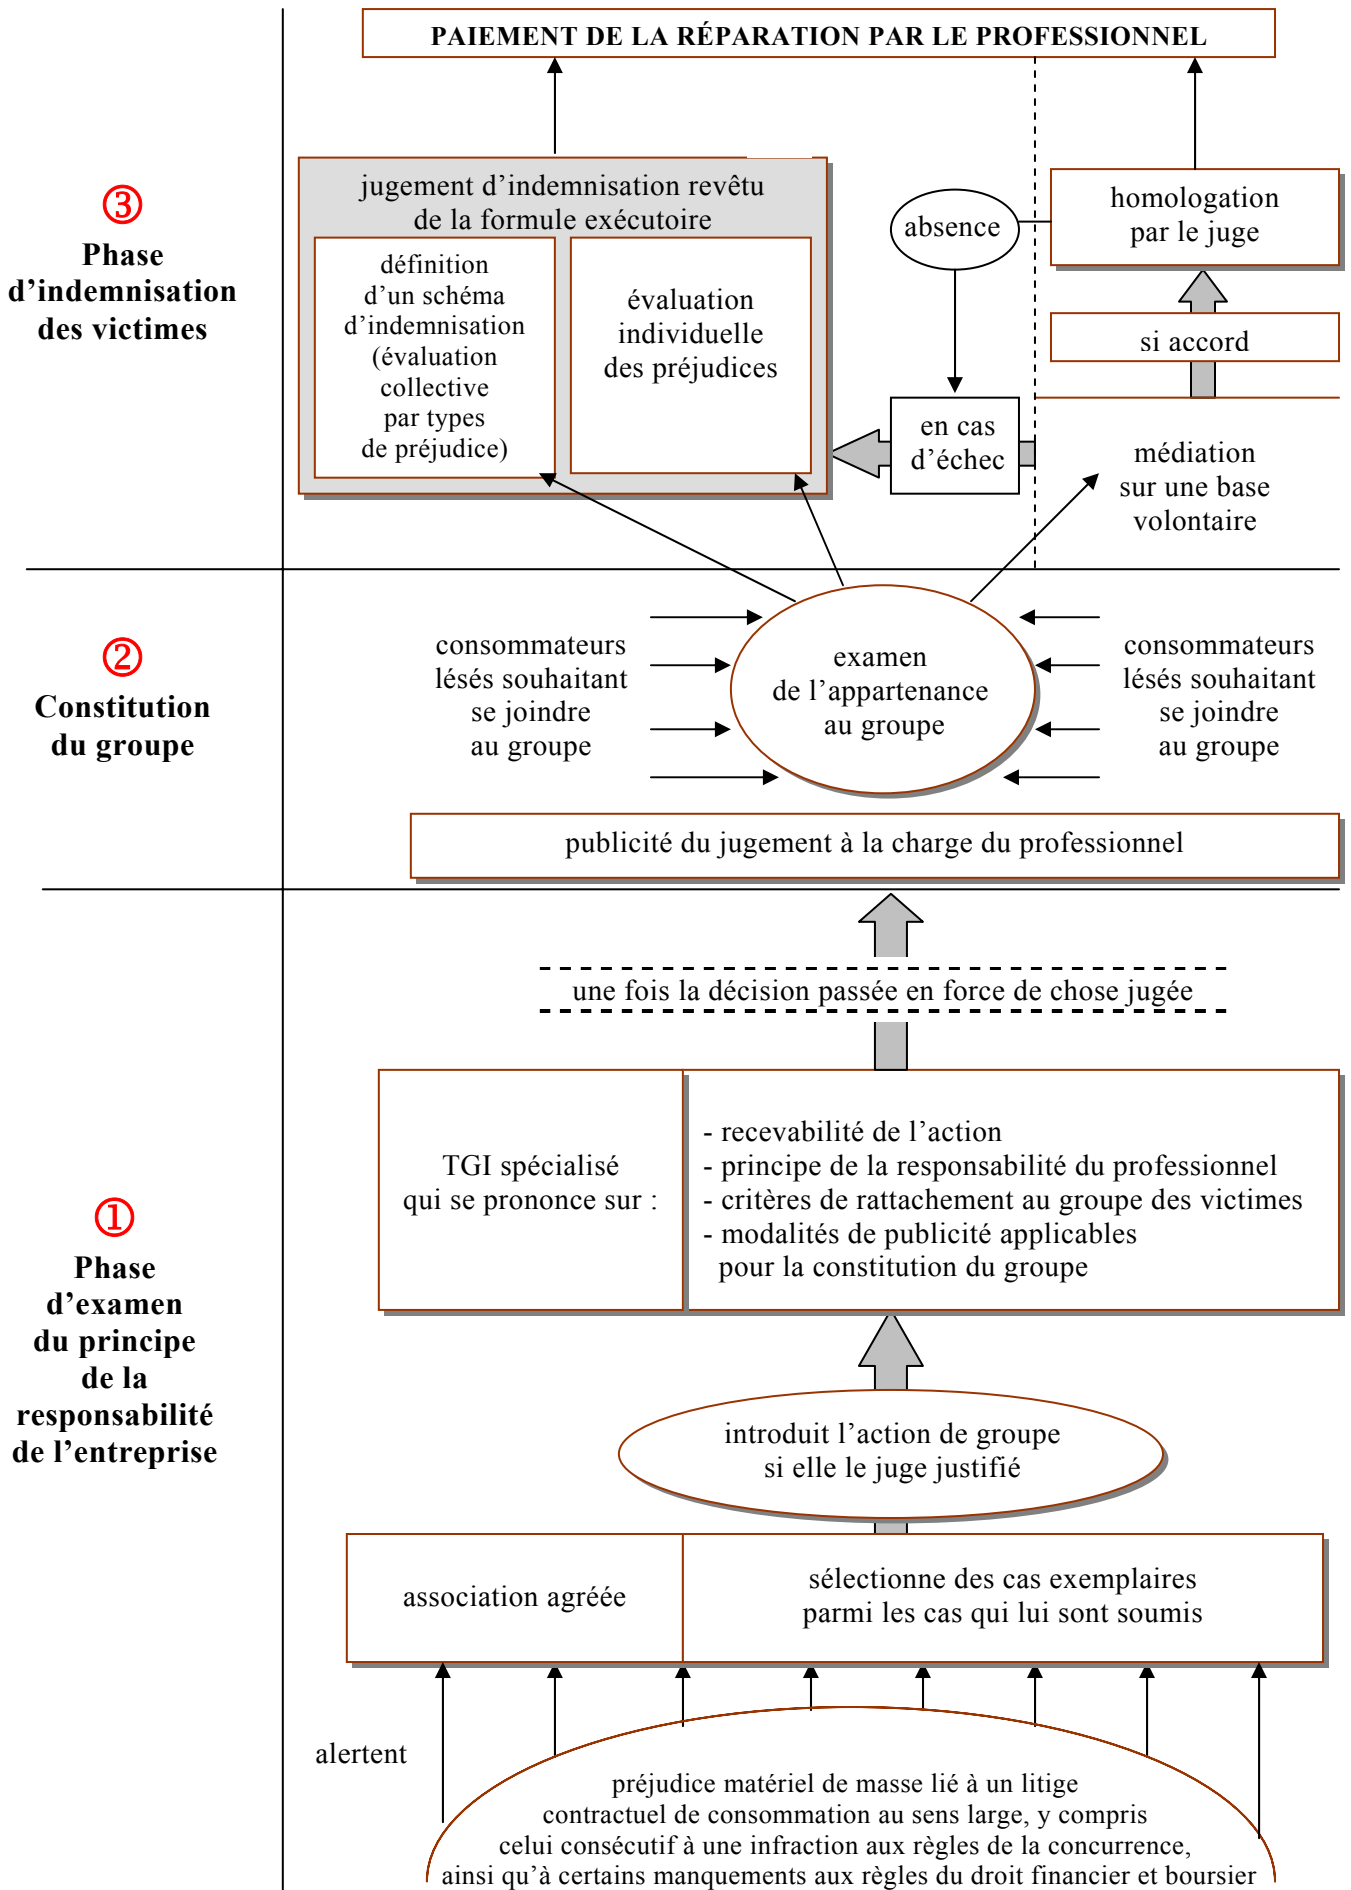 PAIEMENT DE LA RÉPARATION PAR LE PROFESSIONNEL
③
Phase
d’indemnisation
des victimes
jugement d’indemnisation revêtu
de la formule exécutoire
définition
d’un schéma
d’indemnisation
(évaluation
collective
par types
de préjudice)
évaluation
individuelle
des préjudices
absence
homologation
par le juge
si accord
en cas
d’échec
médiation
sur une base
volontaire
②
Constitution
du groupe
consommateurs
lésés souhaitant
se joindre
au groupe
examen
de l’appartenance
au groupe
consommateurs
lésés souhaitant
se joindre
au groupe
publicité du jugement à la charge du professionnel
①
Phase
d’examen
du principe
de la
responsabilité
de l’entreprise
une fois la décision passée en force de chose jugée
TGI spécialisé
qui se prononce sur :
- recevabilité de l’action
- principe de la responsabilité du professionnel
- critères de rattachement au groupe des victimes
- modalités de publicité applicables
pour la constitution du groupe
introduit l’action de groupe
si elle le juge justifié
association agréée
sélectionne des cas exemplaires
parmi les cas qui lui sont soumis
alertent
préjudice matériel de masse lié à un litige
contractuel de consommation au sens large, y compris
celui consécutif à une infraction aux règles de la concurrence,
ainsi qu’à certains manquements aux règles du droit financier et boursier